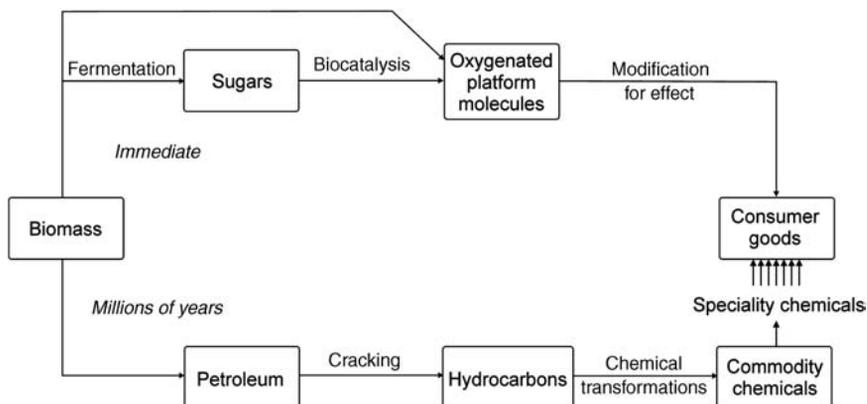 Fermentation
Sugars
Biocatalysis
Oxygenated
platform
molecules
Modification
for effect
Immediate
Biomass
Consumer
goods
Millions of years
Speciality chemicals
Petroleum
Cracking
Hydrocarbons
Chemical
transformations
Commodity
chemicals